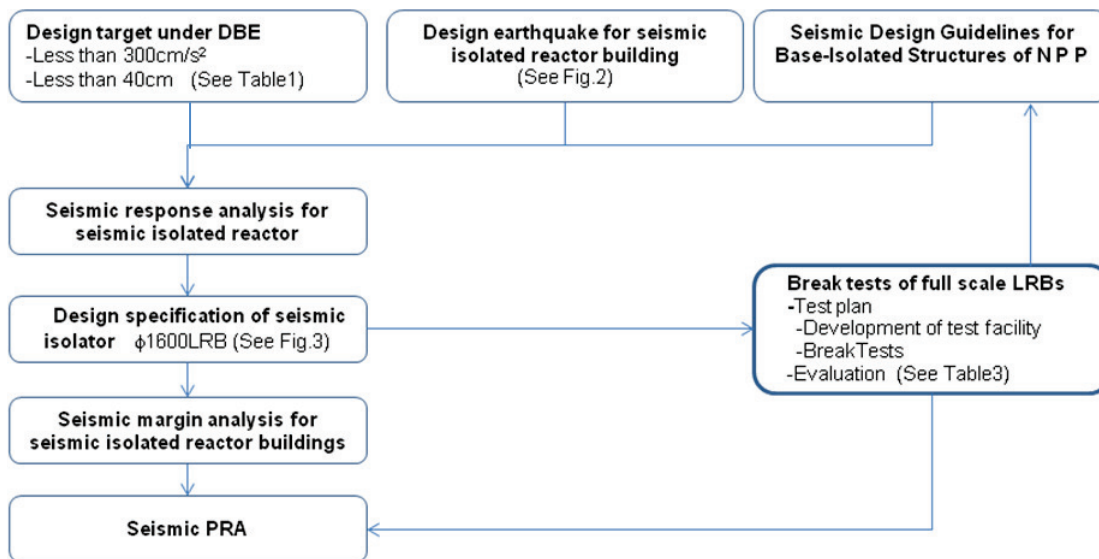 Design target under DBE
-Less than 300cm/s²
-Less than 40cm (See Table1)
Design earthquake for seismic
isolated reactor building
(See Fig.2)
Seismic Design Guidelines for
Base-Isolated Structures of N P P
Seismic response analysis for
seismic isolated reactor
Design specification of seismic
isolator ϕ1600LRB (See Fig.3)
Break tests of full scale LRBs
-Test plan
-Development of test facility
-BreakTests
-Evaluation (See Table3)
Seismic margin analysis for
seismic isolated reactor buildings
Seismic PRA